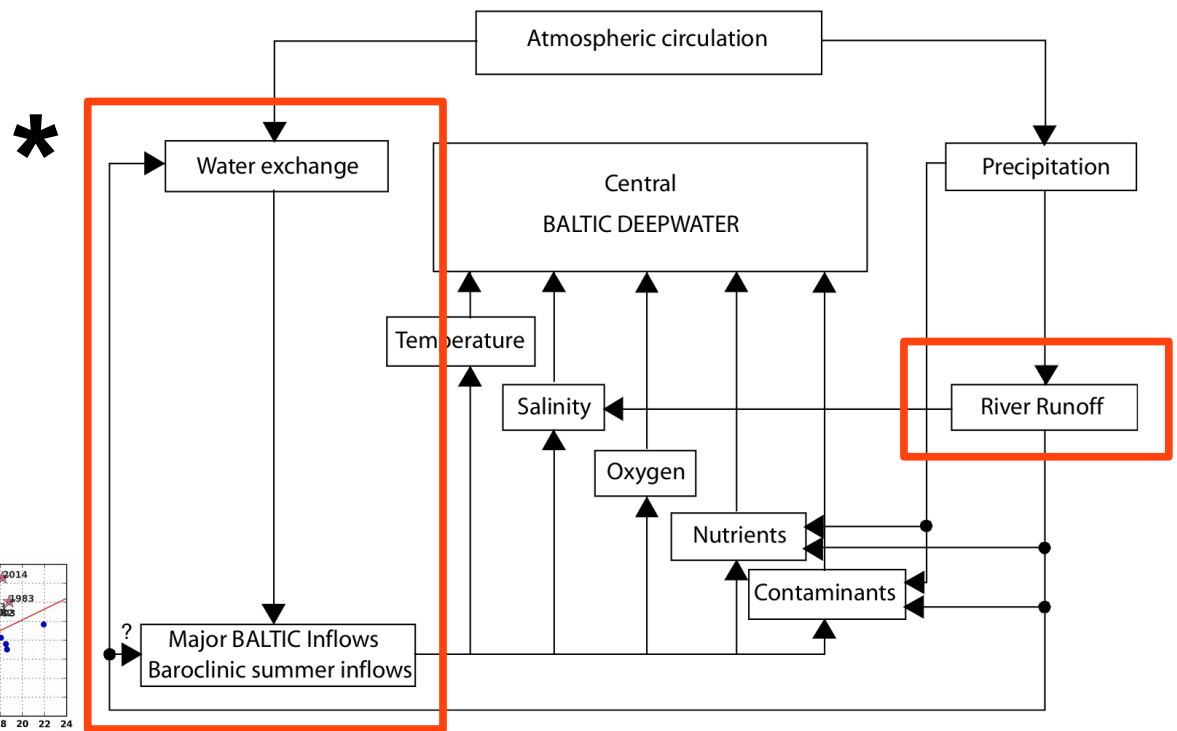 Atmospheric circulation
*
Water exchange
Central
BALTIC DEEPWATER
Precipitation
Temperature
Salinity
River Runoff
Oxygen
Nutrients
Contaminants
?
Major BALTIC Inflows
Baroclinic summer inflows
2014
1983
8 20 22 24